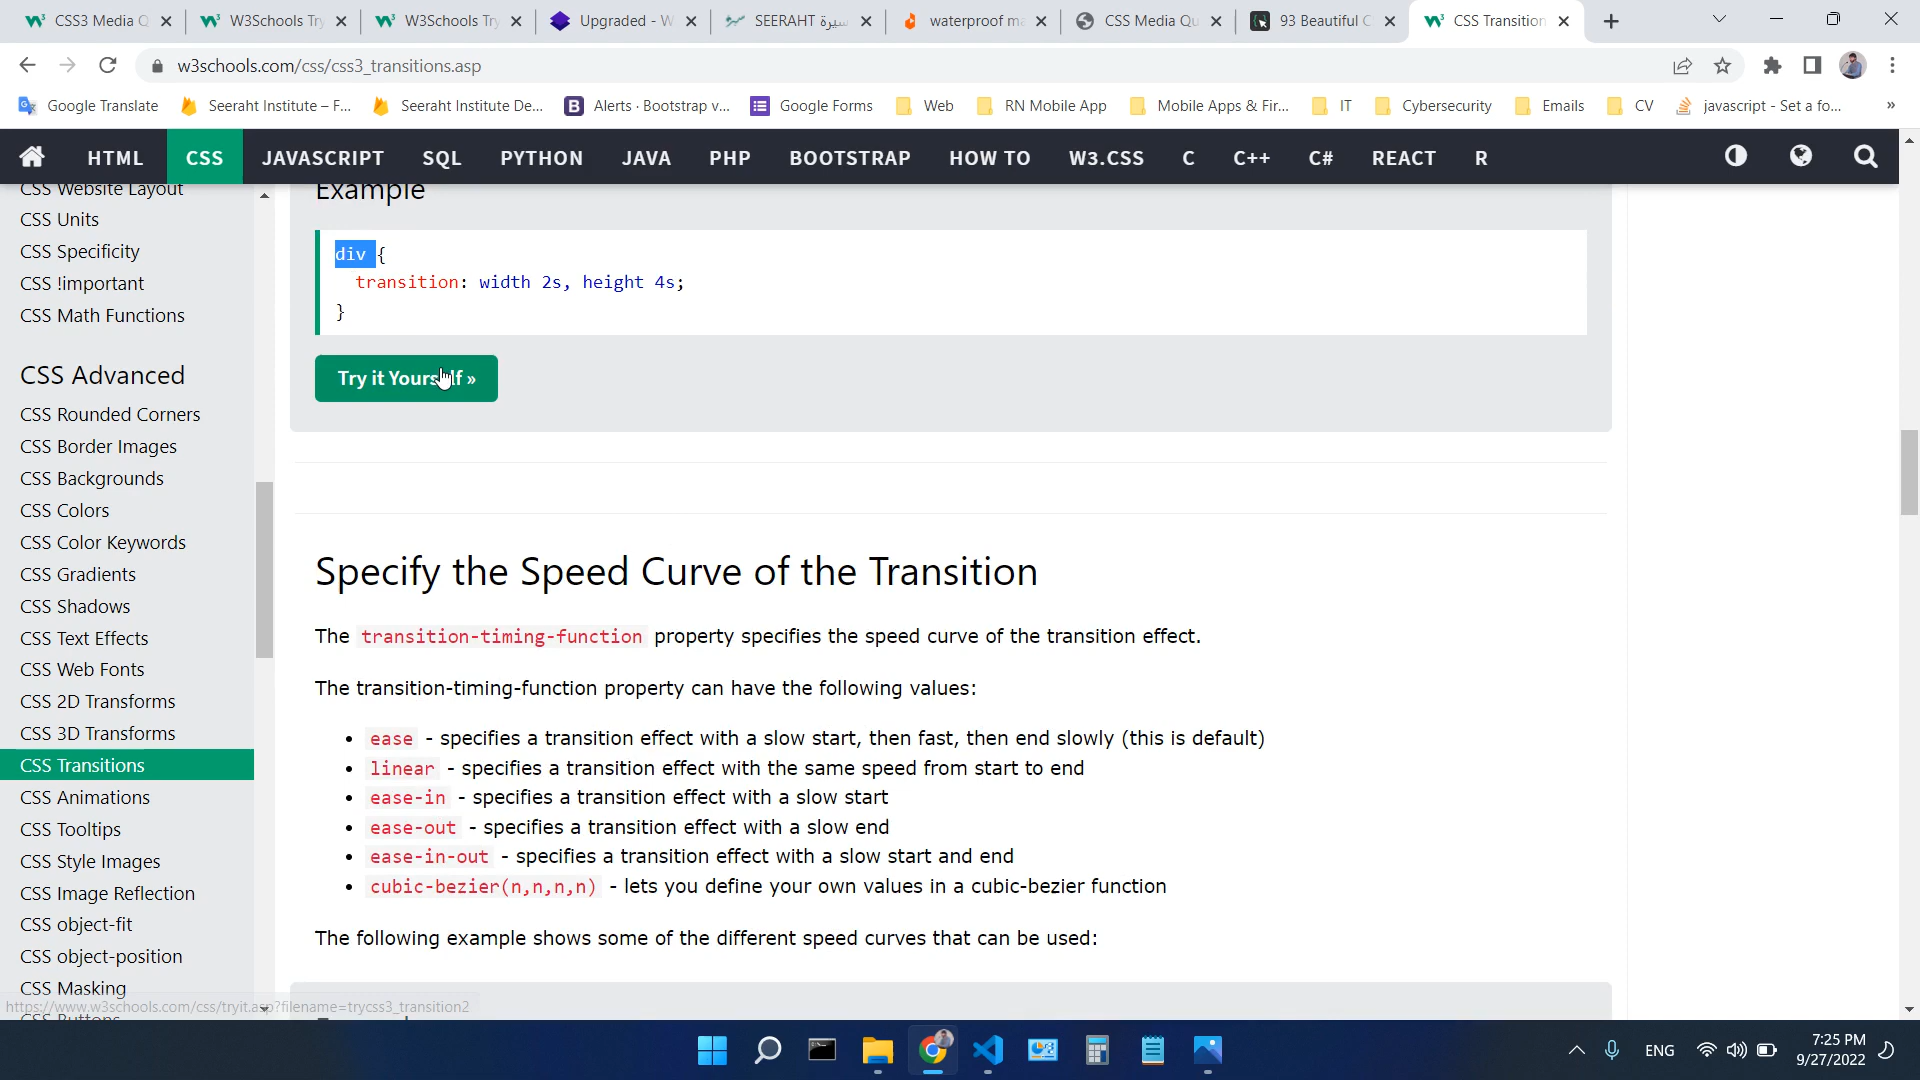 CSS3 Media Q
W3Schools Try
W3Schools Try
Upgraded - W
SEERAHT سيرة
waterproof ma
CSS Media Qu
93 Beautiful C
CSS Transition
w3schools.com/css/css3_transitions.asp
Google Translate
Seeraht Institute – F...
Seeraht Institute De...
Alerts · Bootstrap v...
Google Forms
Web
RN Mobile App
Mobile Apps & Fir...
IT
Cybersecurity
Emails
CV
javascript - Set a fo...
»
HTML CSS JAVASCRIPT SQL PYTHON JAVA PHP BOOTSTRAP HOW TO W3.CSS C C++ C# REACT R
CSS Website Layout
CSS Units
CSS Specificity
CSS !important
CSS Math Functions
CSS Advanced
CSS Rounded Corners
CSS Border Images
CSS Backgrounds
CSS Colors
CSS Color Keywords
CSS Gradients
CSS Shadows
CSS Text Effects
CSS Web Fonts
CSS 2D Transforms
CSS 3D Transforms
CSS Transitions
CSS Animations
CSS Tooltips
CSS Style Images
CSS Image Reflection
CSS object-fit
CSS object-position
CSS Masking
CSS Buttons
Example
div {
transition: width 2s, height 4s;
}
Try it Yourself »
Specify the Speed Curve of the Transition
The transition-timing-function property specifies the speed curve of the transition effect.
The transition-timing-function property can have the following values:
• ease - specifies a transition effect with a slow start, then fast, then end slowly (this is default)
• linear - specifies a transition effect with the same speed from start to end
• ease-in - specifies a transition effect with a slow start
• ease-out - specifies a transition effect with a slow end
• ease-in-out - specifies a transition effect with a slow start and end
• cubic-bezier(n,n,n,n) - lets you define your own values in a cubic-bezier function
The following example shows some of the different speed curves that can be used:
https://www.w3schools.com/css/tryit.asp?filename=trycss3_transition2
ENG
7:25 PM
9/27/2022